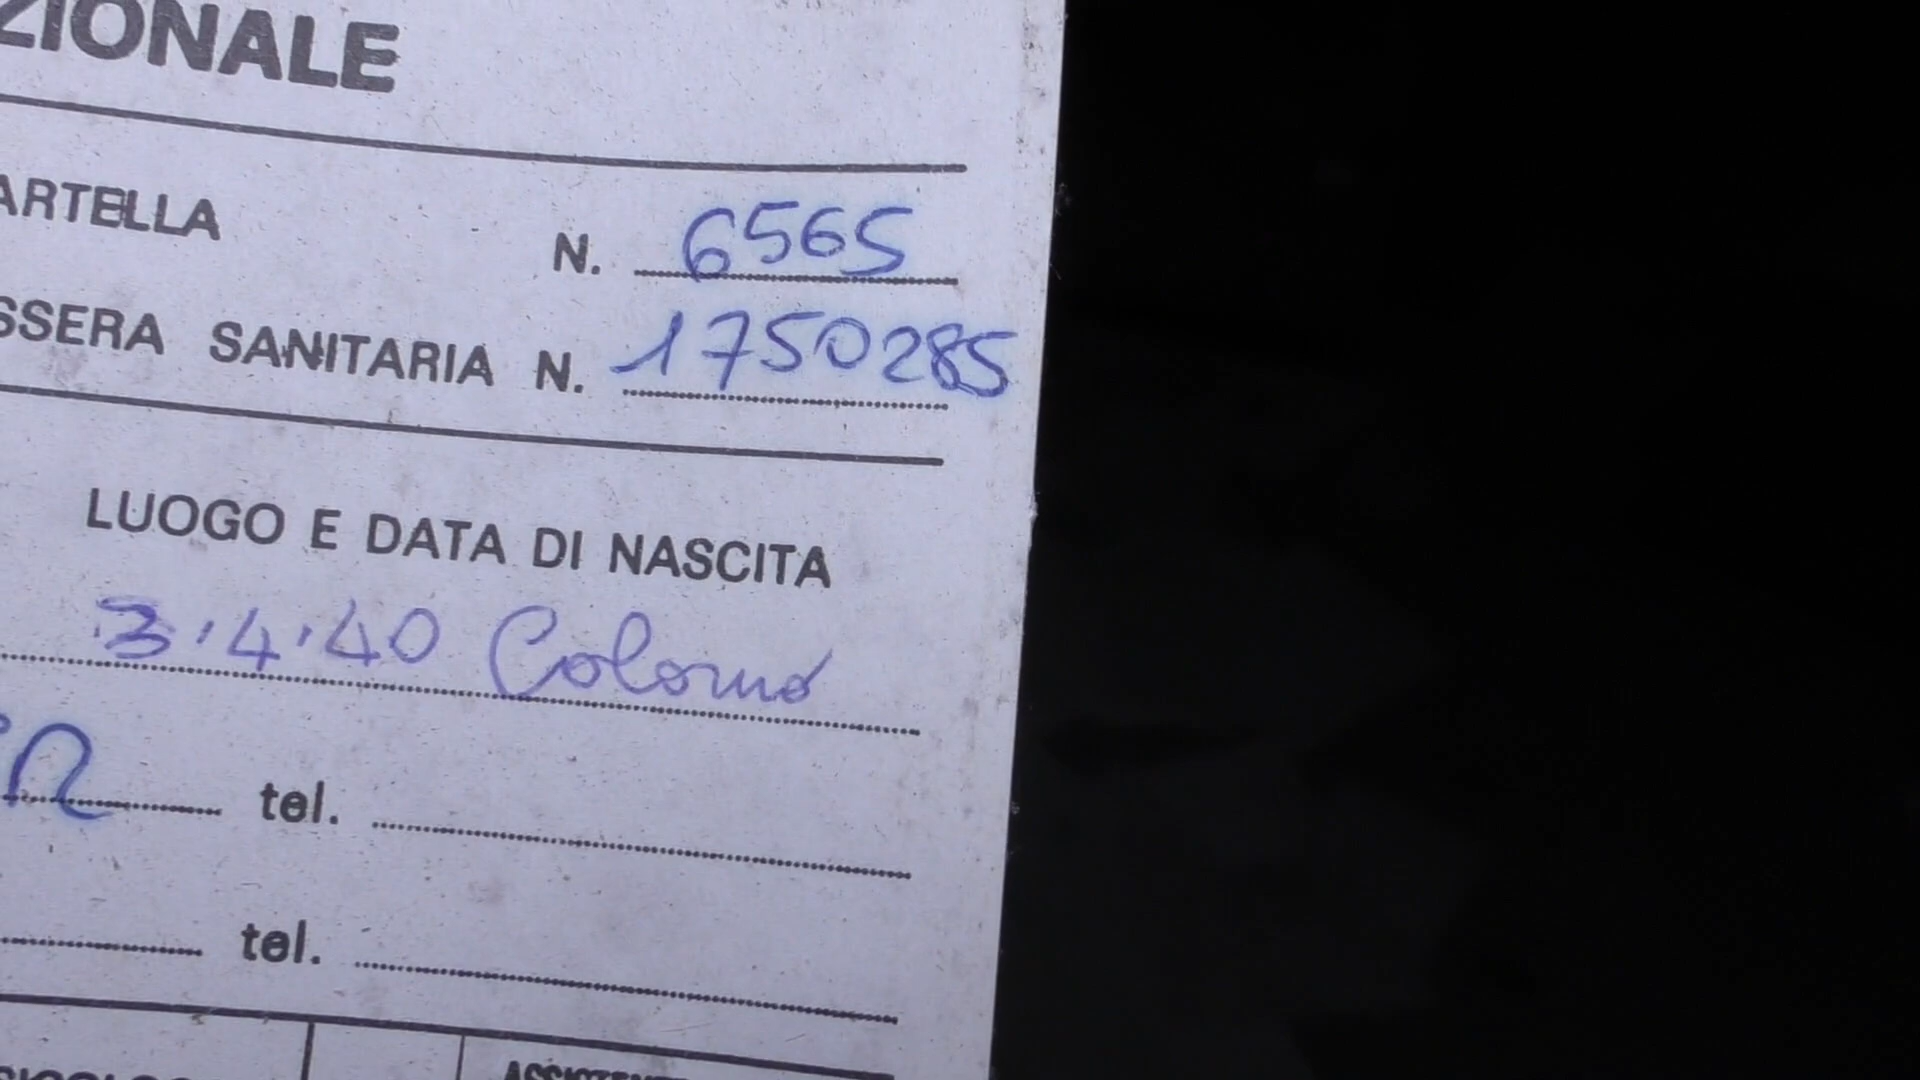 ZIONALE
ARTELLA N. 6565
SSERA SANITARIA N. 1750285
LUOGO E DATA DI NASCITA
3.4.40 Colorno
tel.
tel.